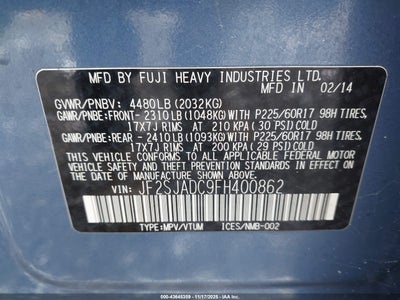 MFD. BY FUJI HEAVY INDUSTRIES LTD.
MFD IN 02/14
GVWR/PNBV: 4480LB (2032KG)
GAWR/PNBE:FRONT- 2310LB (1048KG)WITH P225/60R17 98H TIRES,
17X7J RIMS AT 210 KPA (30 PSI) COLD
GAWR/PNBE:REAR - 2410LB (1093KG)WITH P225/60R17 98H TIRES,
17X7J RIMS AT 200 KPA (29 PSI) COLD
THIS VEHICLE CONFORMS TO ALL APPLICABLE FEDERAL MOTOR
VEHICLE SAFETY, BUMPER, AND THEFT PREVENTION STANDARDS
IN EFFECT ON THE DATE OF MANUFACTURE SHOWN ABOVE.
VIN: JF2SJADC9FH400862
TYPE:MPV/VTUM ICES/NMB-002
000-43645359 - 11/17/2025 - IAAI.com